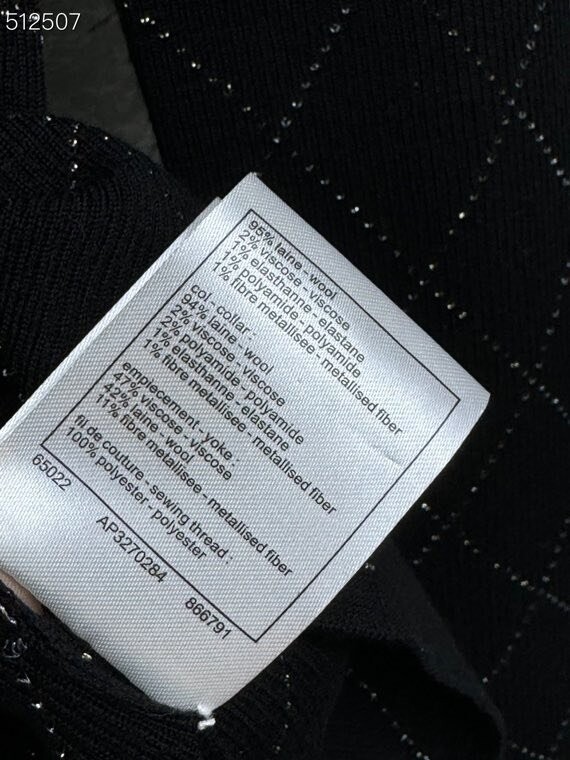 512507
95% laine - wool
2% viscose - viscose
1% elasthanne - elastane
1% polyamide - polyamide
1% fibre metallisee - metallised fiber
col - collar :
94% laine - wool
2% viscose - viscose
2% polyamide - polyamide
1% elasthanne - elastane
1% fibre metallisee - metallised fiber
empiecement - yoke :
47% viscose - viscose
42% laine - wool
11% fibre metallisee - metallised fiber
fil de couture - sewing thread :
100% polyester - polyester
65022 AP3270284 866791